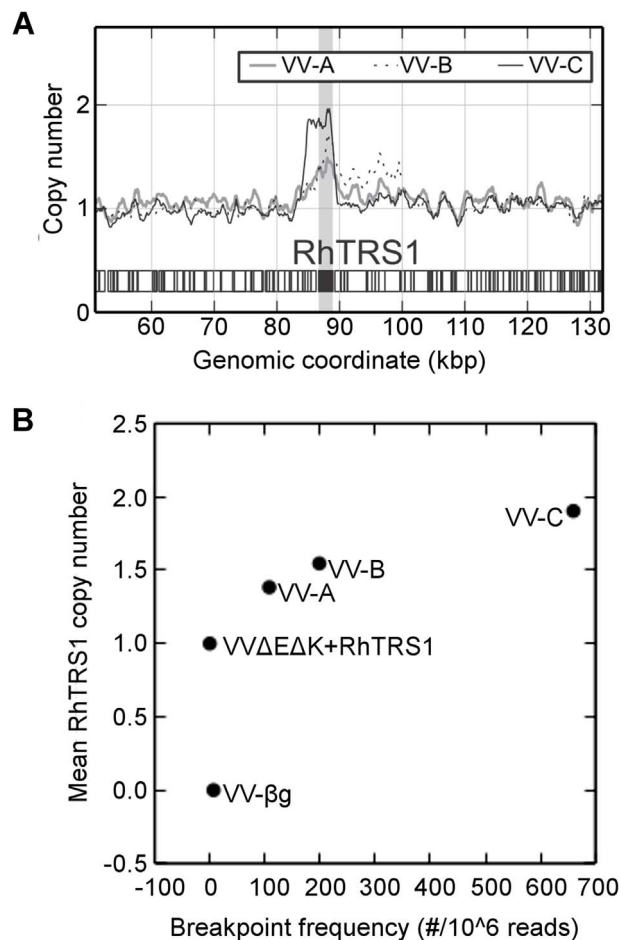 A
VV-A VV-B VV-C
Copy number
2
1
0
RhTRS1
60 70 80 90 100 110 120 130
Genomic coordinate (kbp)
B
Mean RhTRS1 copy number
2.5
2.0
1.5
1.0
0.5
0.0
-0.5
VV-C
VV-B
VV-A
VVΔEΔK+RhTRS1
VV-βg
-100 0 100 200 300 400 500 600 700
Breakpoint frequency (#/10^6 reads)